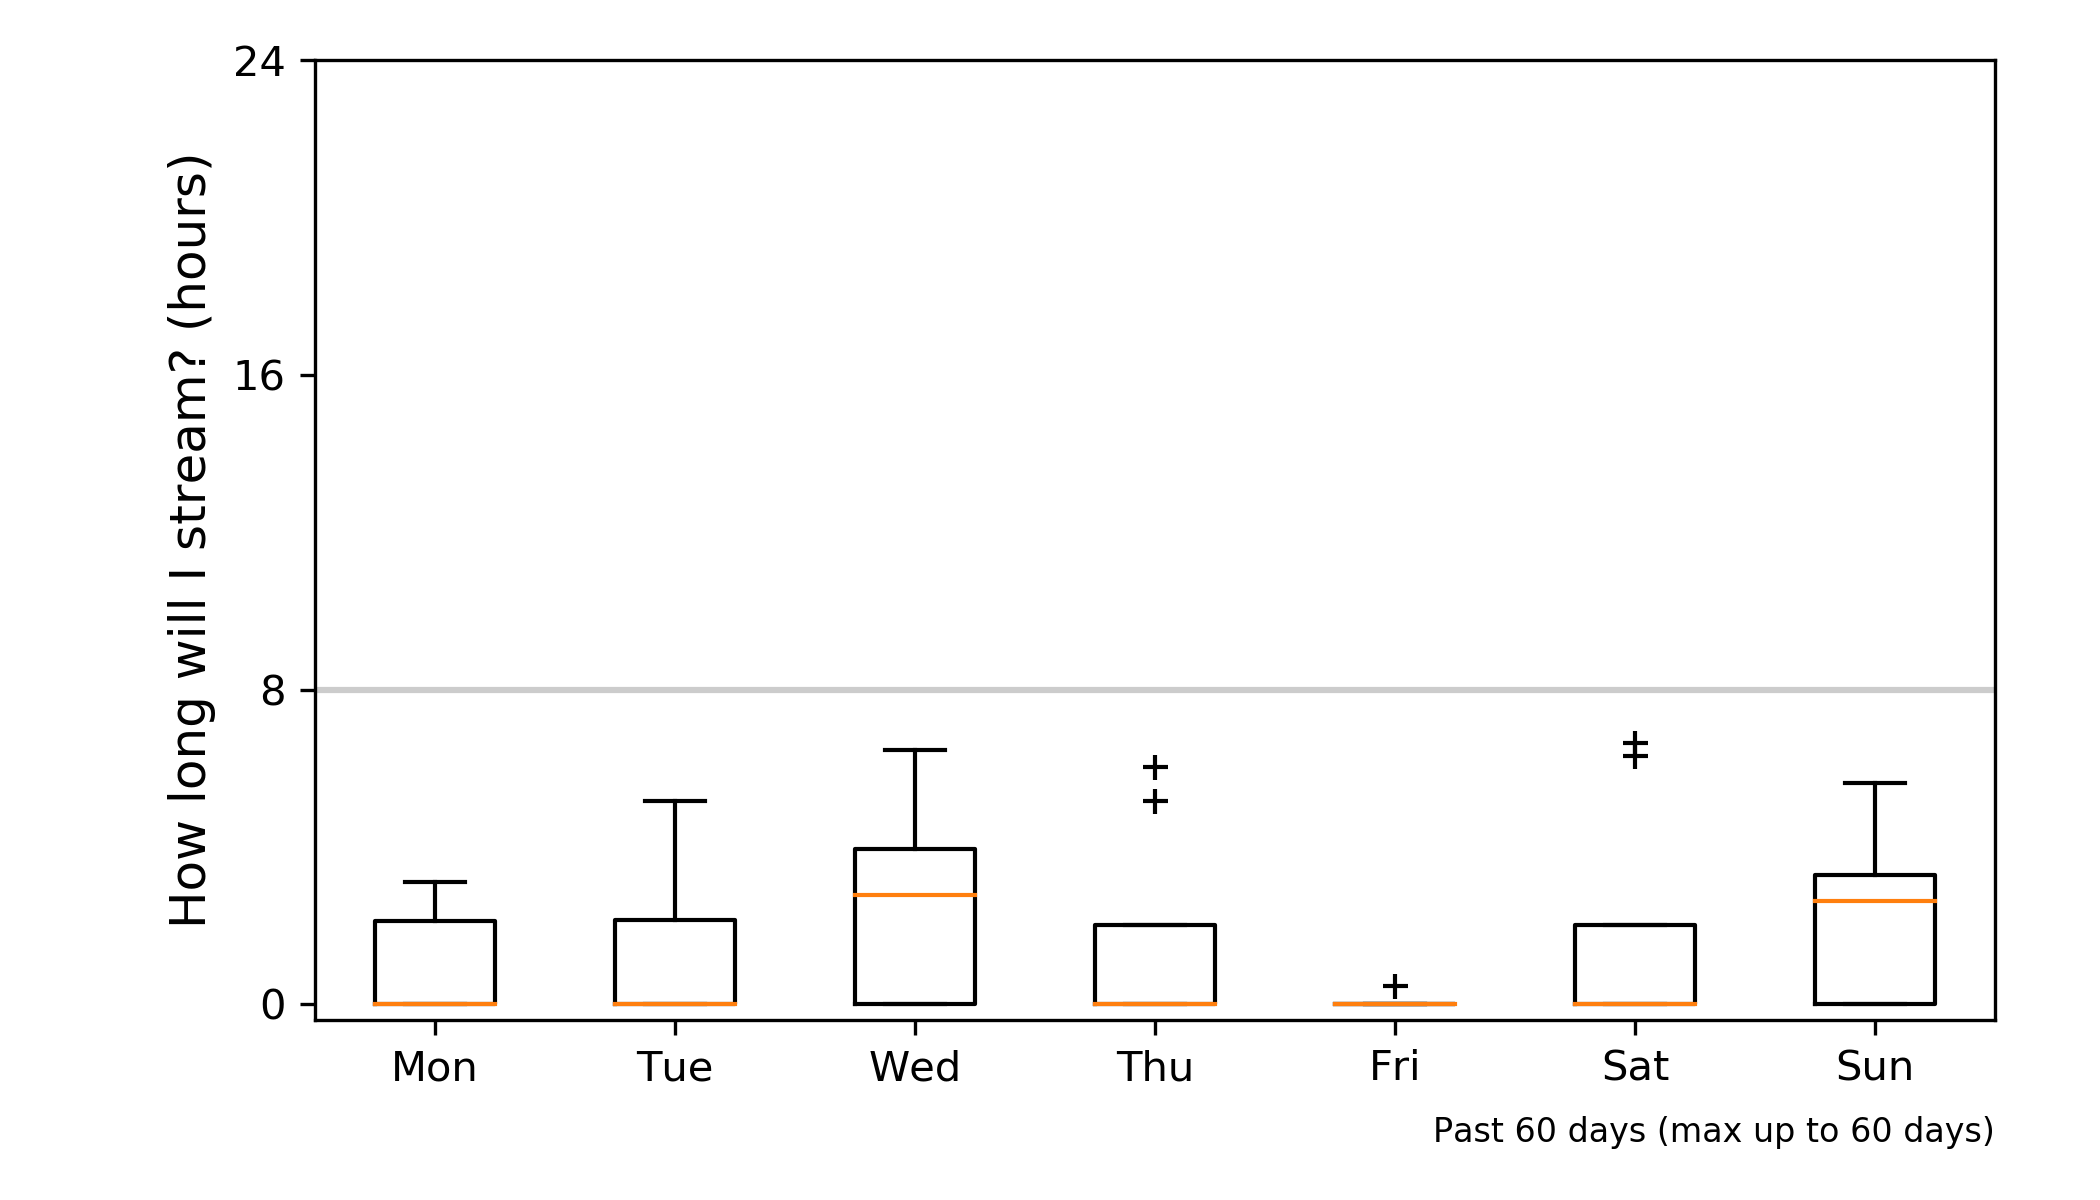 How long will I stream? (hours)
24
16
8
0
Mon Tue Wed Thu Fri Sat Sun
Past 60 days (max up to 60 days)